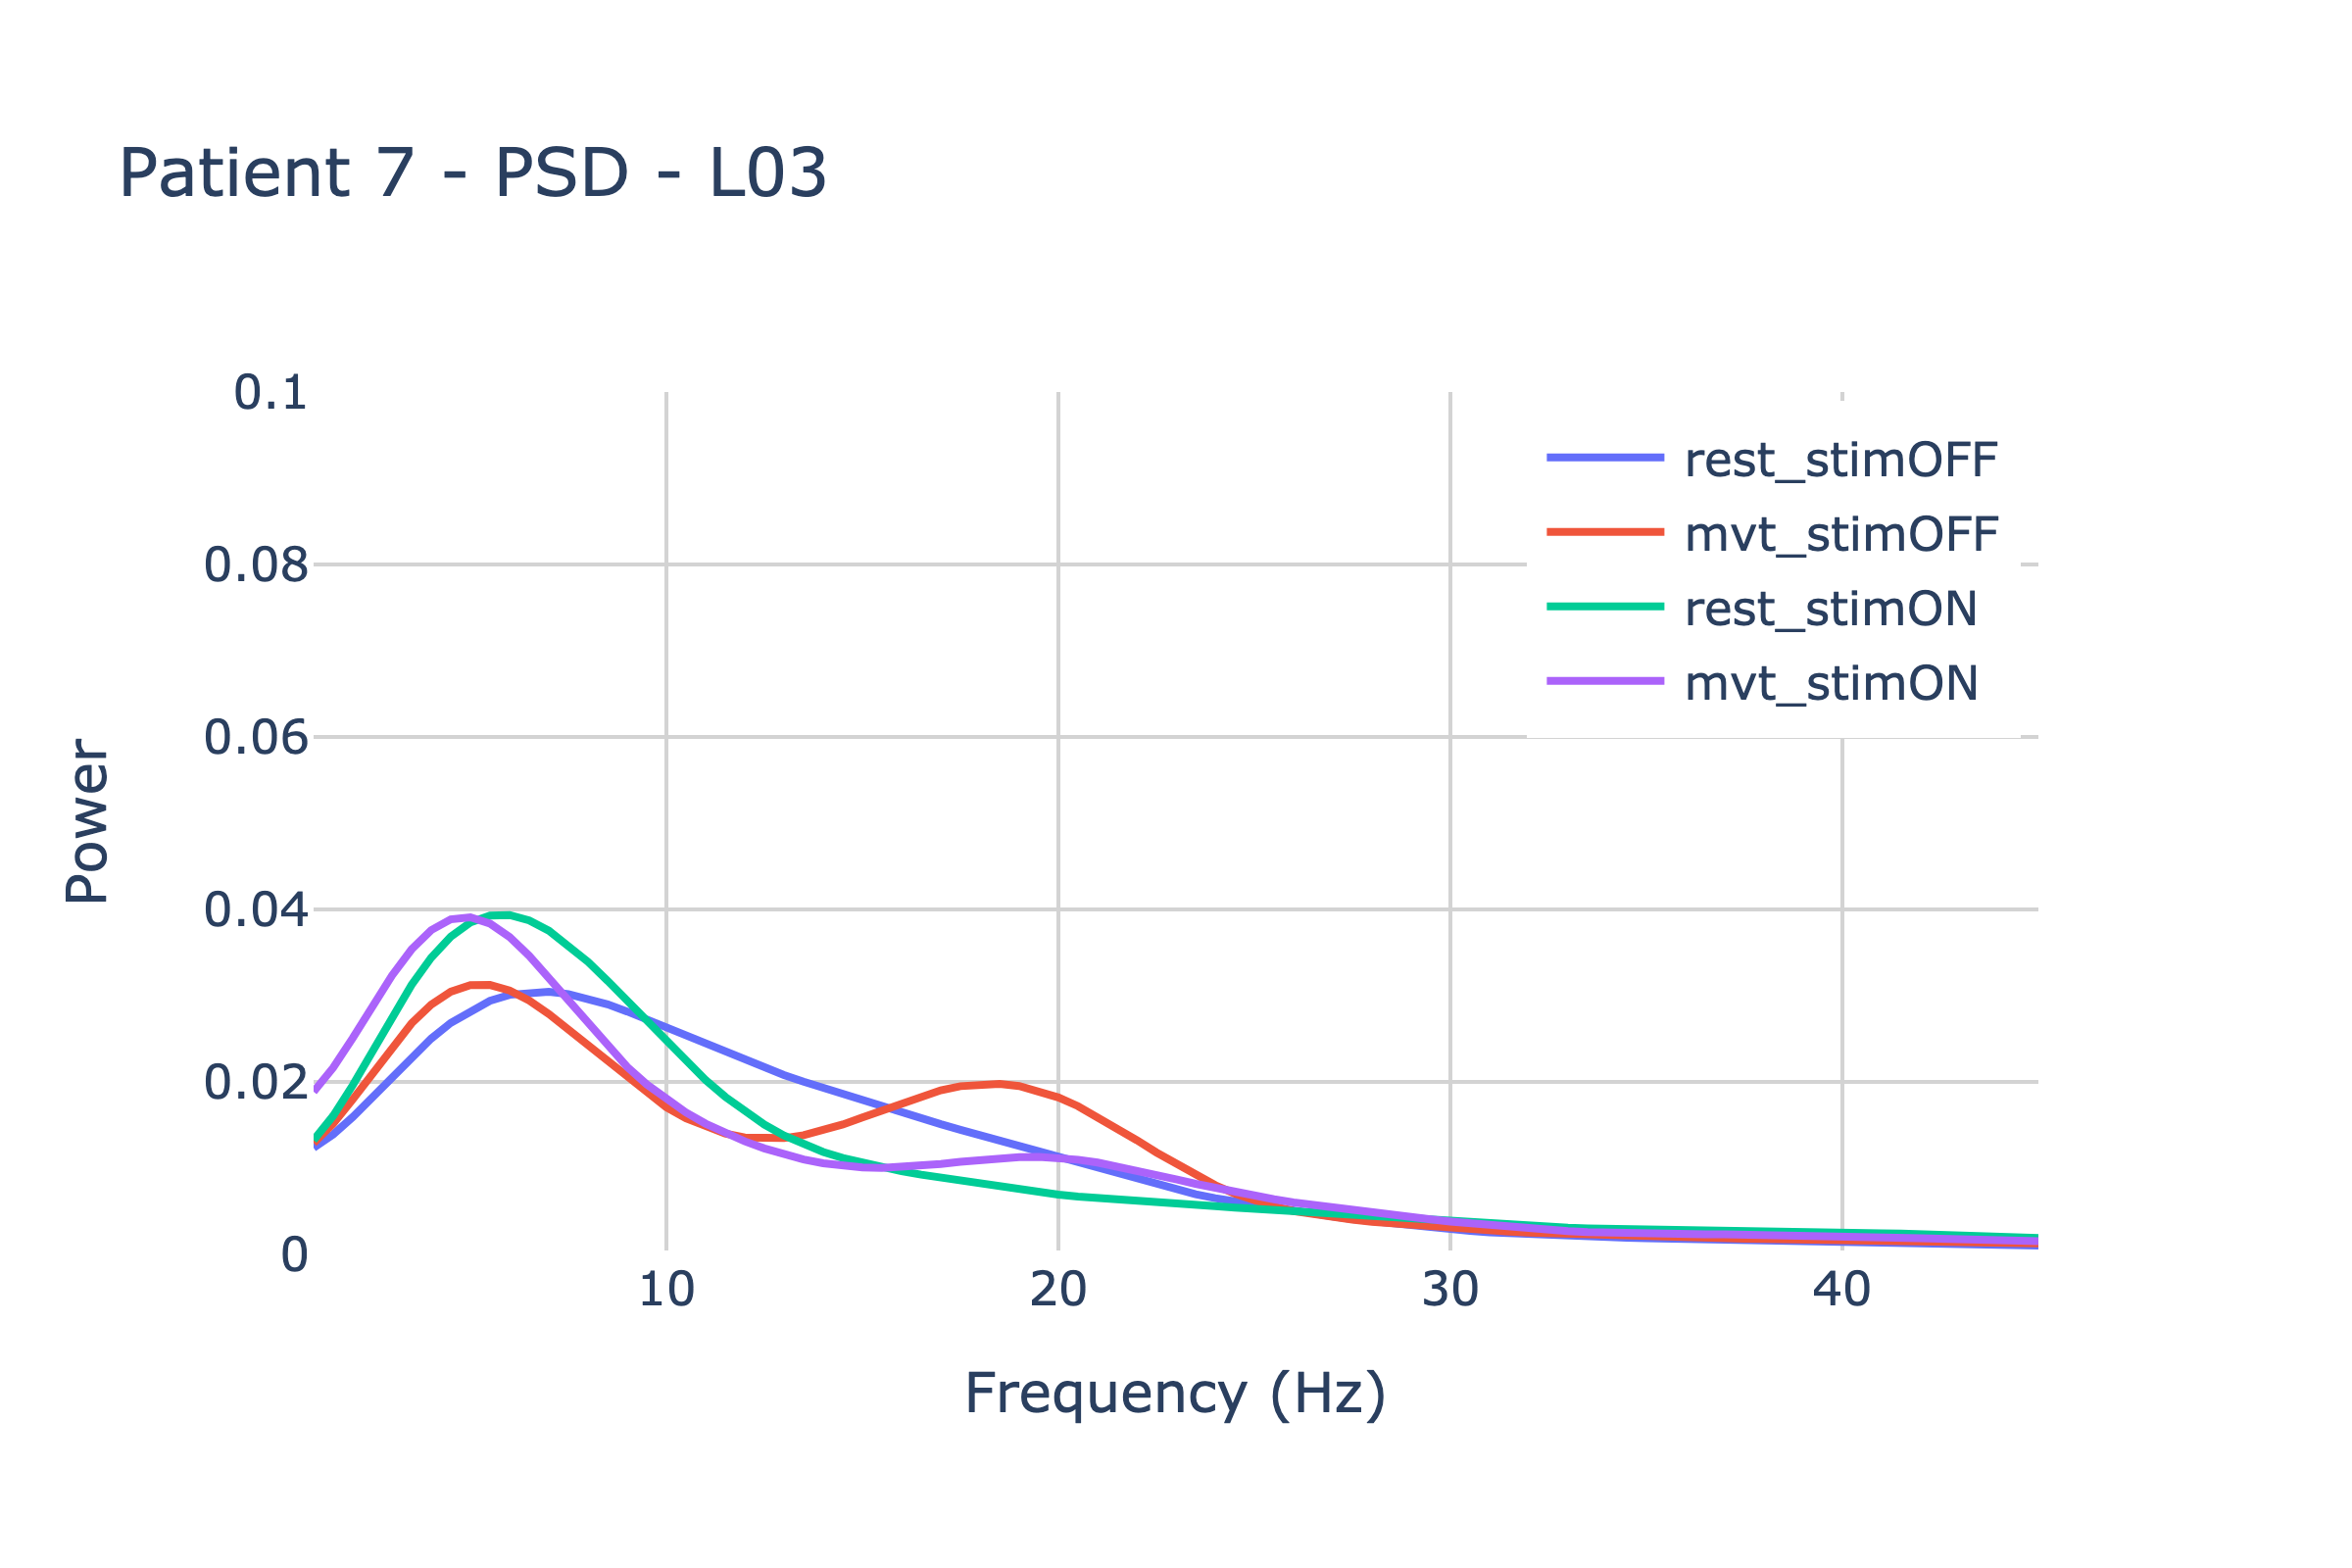 Patient 7 - PSD - L03
0.1
0.08
0.06
0.04
0.02
0
Power
rest_stimOFF
mvt_stimOFF
rest_stimON
mvt_stimON
10 20 30 40
Frequency (Hz)